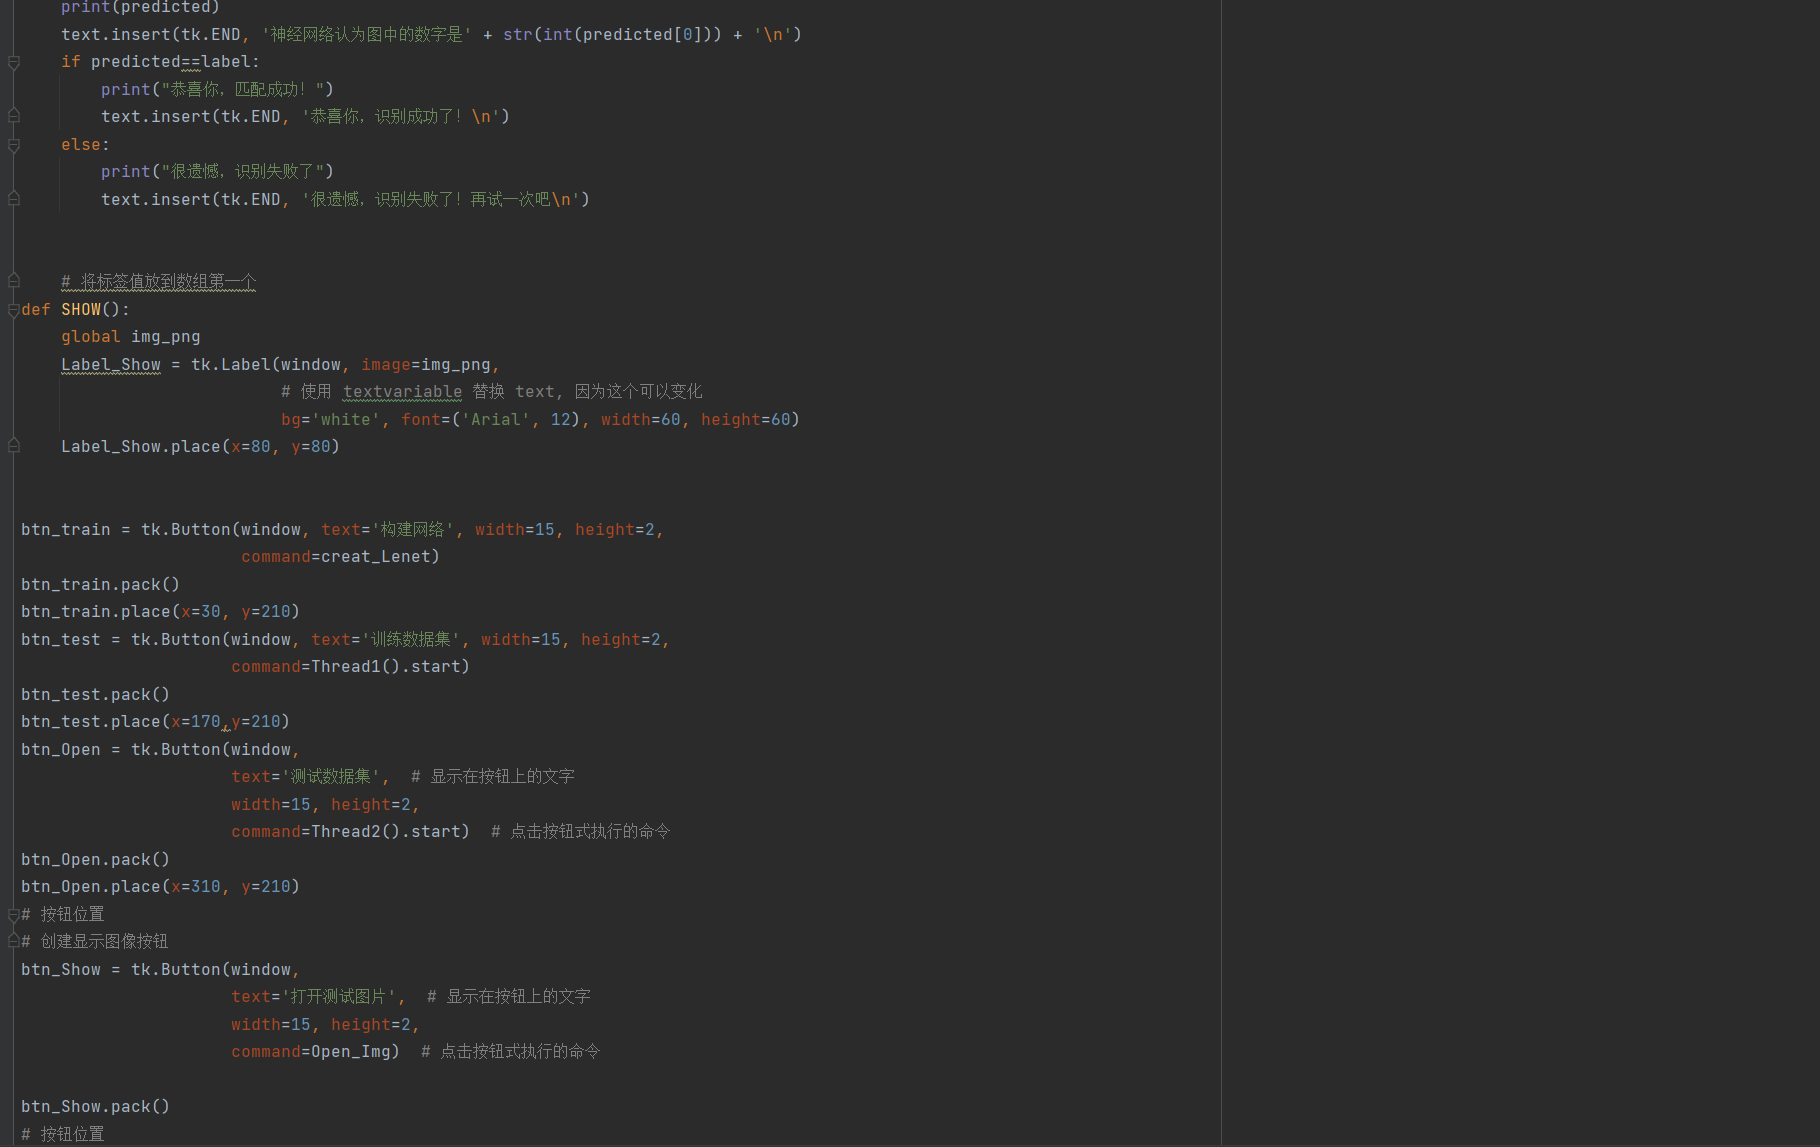 print(predicted)
text.insert(tk.END, '神经网络认为图中的数字是' + str(int(predicted[0])) + '\n')
if predicted==label:
print("恭喜你，匹配成功！")
text.insert(tk.END, '恭喜你，识别成功了！\n')
else:
print("很遗憾，识别失败了")
text.insert(tk.END, '很遗憾，识别失败了！再试一次吧\n')
# 将标签值放到数组第一个
def SHOW():
global img_png
Label_Show = tk.Label(window, image=img_png,
# 使用 textvariable 替换 text, 因为这个可以变化
bg='white', font=('Arial', 12), width=60, height=60)
Label_Show.place(x=80, y=80)
btn_train = tk.Button(window, text='构建网络', width=15, height=2,
command=creat_Lenet)
btn_train.pack()
btn_train.place(x=30, y=210)
btn_test = tk.Button(window, text='训练数据集', width=15, height=2,
command=Thread1().start)
btn_test.pack()
btn_test.place(x=170,y=210)
btn_Open = tk.Button(window,
text='测试数据集',  # 显示在按钮上的文字
width=15, height=2,
command=Thread2().start)  # 点击按钮式执行的命令
btn_Open.pack()
btn_Open.place(x=310, y=210)
# 按钮位置
# 创建显示图像按钮
btn_Show = tk.Button(window,
text='打开测试图片',  # 显示在按钮上的文字
width=15, height=2,
command=Open_Img)  # 点击按钮式执行的命令
btn_Show.pack()
# 按钮位置